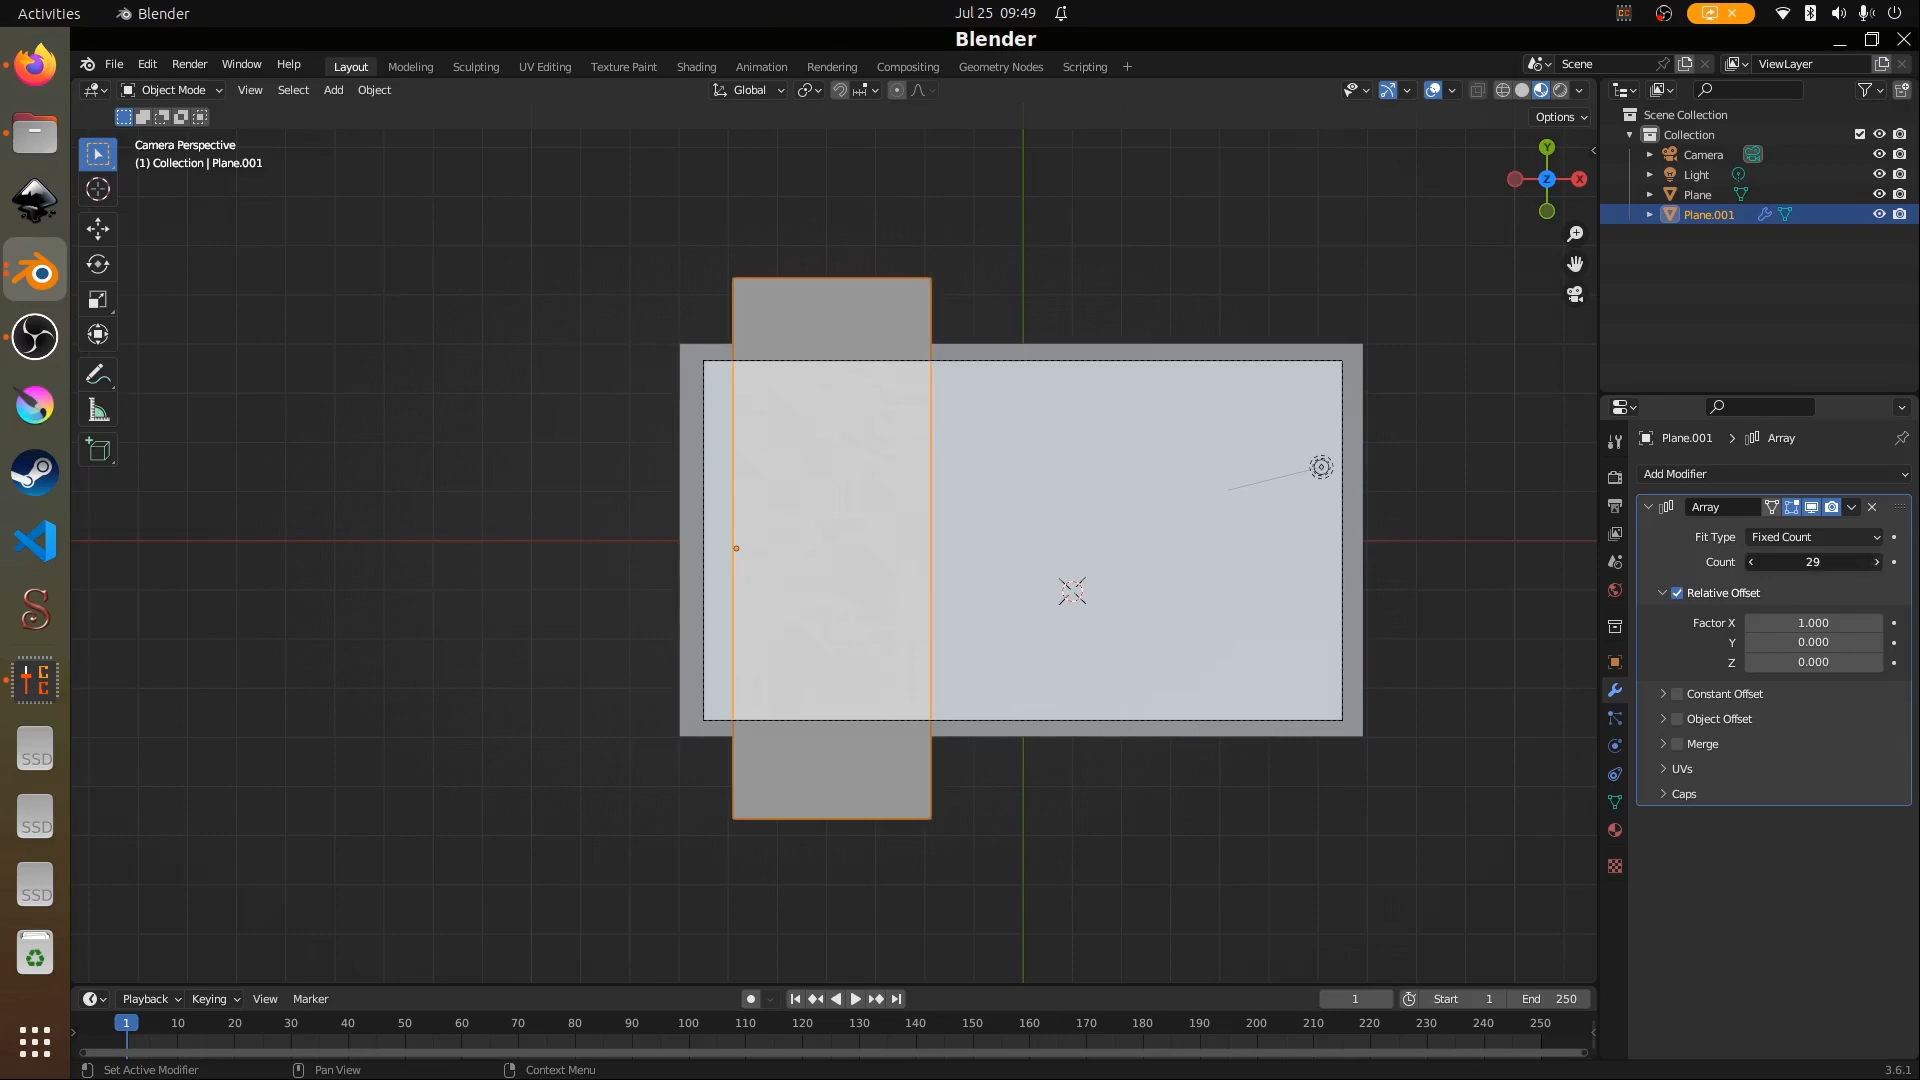 Activities Blender Jul 25 09:49
Blender
File Edit Render Window Help Layout Modeling Sculpting UV Editing Texture Paint Shading Animation Rendering Compositing Geometry Nodes Scripting + Scene ViewLayer
Object Mode View Select Add Object Global
Options
Camera Perspective
(1) Collection | Plane.001
Y
X
Z
Scene Collection
Collection
Camera
Light
Plane
Plane.001
Plane.001 > Array
Add Modifier
Array
Fit Type Fixed Count
Count 29
Relative Offset
Factor X 1.000
Y 0.000
Z 0.000
Constant Offset
Object Offset
Merge
UVs
Caps
SSD
SSD
SSD
Playback Keying View Marker 1 Start 1 End 250
1 10 20 30 40 50 60 70 80 90 100 110 120 130 140 150 160 170 180 190 200 210 220 230 240 250
Set Active Modifier Pan View Context Menu 3.6.1